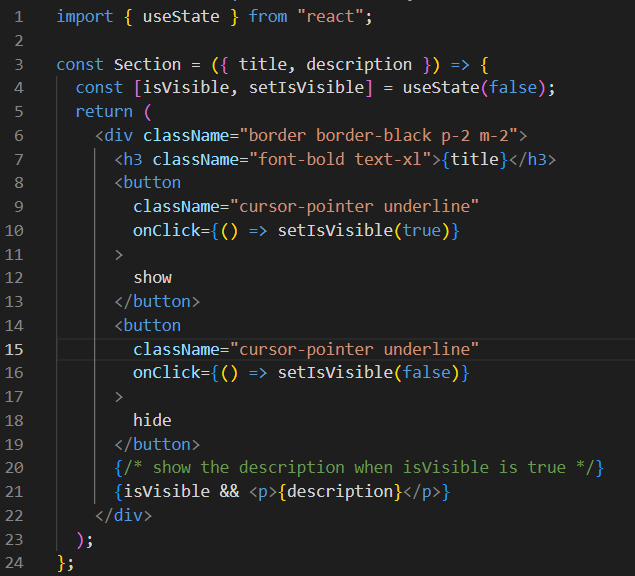 1 import { useState } from "react";
2
3 const Section = ({ title, description }) => {
4   const [isVisible, setIsVisible] = useState(false);
5   return (
6     <div className="border border-black p-2 m-2">
7       <h3 className="font-bold text-xl">{title}</h3>
8       <button
9         className="cursor-pointer underline"
10         onClick={() => setIsVisible(true)}
11       >
12         show
13       </button>
14       <button
15         className="cursor-pointer underline"
16         onClick={() => setIsVisible(false)}
17       >
18         hide
19       </button>
20       {/* show the description when isVisible is true */}
21       {isVisible && <p>{description}</p>}
22     </div>
23   );
24 };